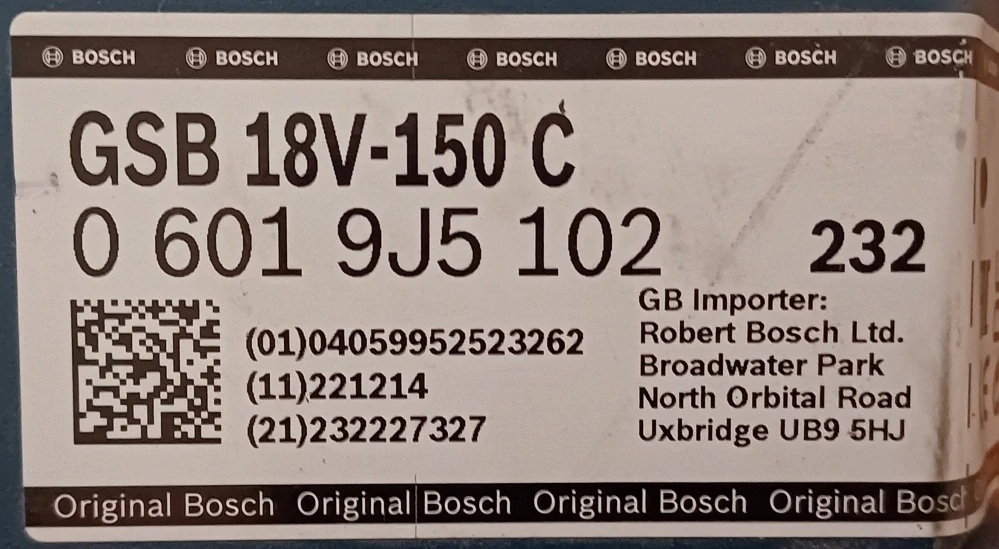 BOSCH BOSCH BOSCH BOSCH BOSCH BOSCH BOSCH
GSB 18V-150 C
0 601 9J5 102
232
(01)04059952523262
(11)221214
(21)232227327
GB Importer:
Robert Bosch Ltd.
Broadwater Park
North Orbital Road
Uxbridge UB9 5HJ
Original Bosch Original Bosch Original Bosch Original Bosch